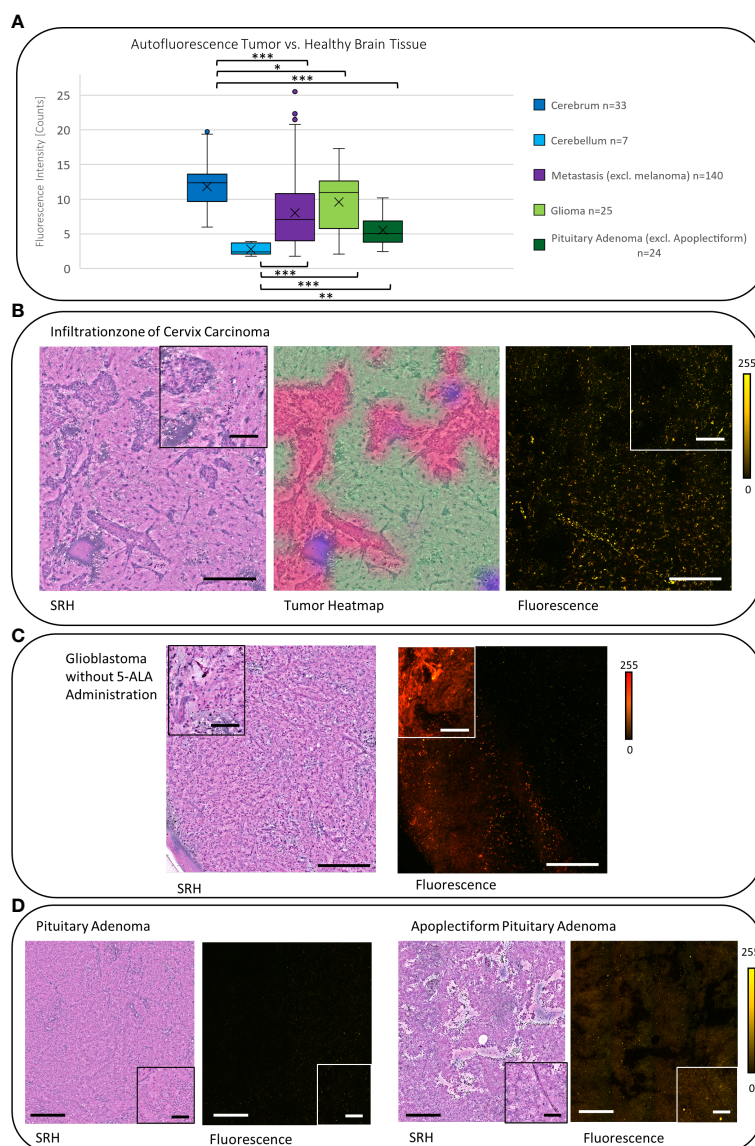 A
Autofluorescence Tumor vs. Healthy Brain Tissue
***
*
***
Fluorescence Intensity [Counts]
25
20
15
10
5
0
***
***
**
Cerebrum n=33
Cerebellum n=7
Metastasis (excl. melanoma) n=140
Glioma n=25
Pituitary Adenoma (excl. Apoplectiform)
n=24
B
Infiltrationzone of Cervix Carcinoma
255
0
SRH
Tumor Heatmap
Fluorescence
C
Glioblastoma
without 5-ALA
Administration
255
0
SRH
Fluorescence
D
Pituitary Adenoma
Apoplectiform Pituitary Adenoma
255
0
SRH
Fluorescence
SRH
Fluorescence